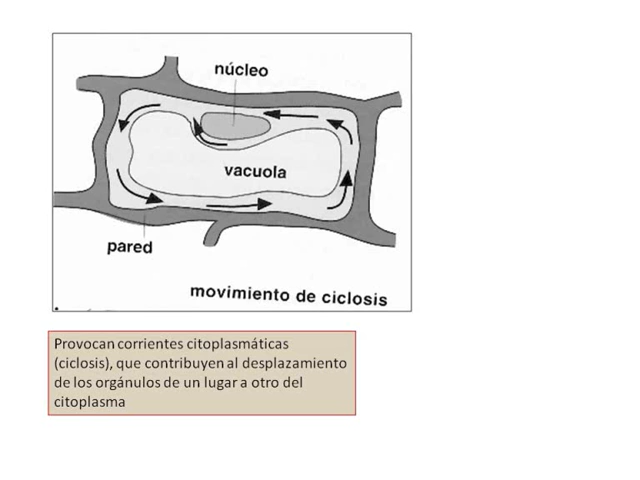 núcleo
vacuola
pared
movimiento de ciclosis
Provocan corrientes citoplasmáticas
(ciclosis), que contribuyen al desplazamiento
de los orgánulos de un lugar a otro del
citoplasma